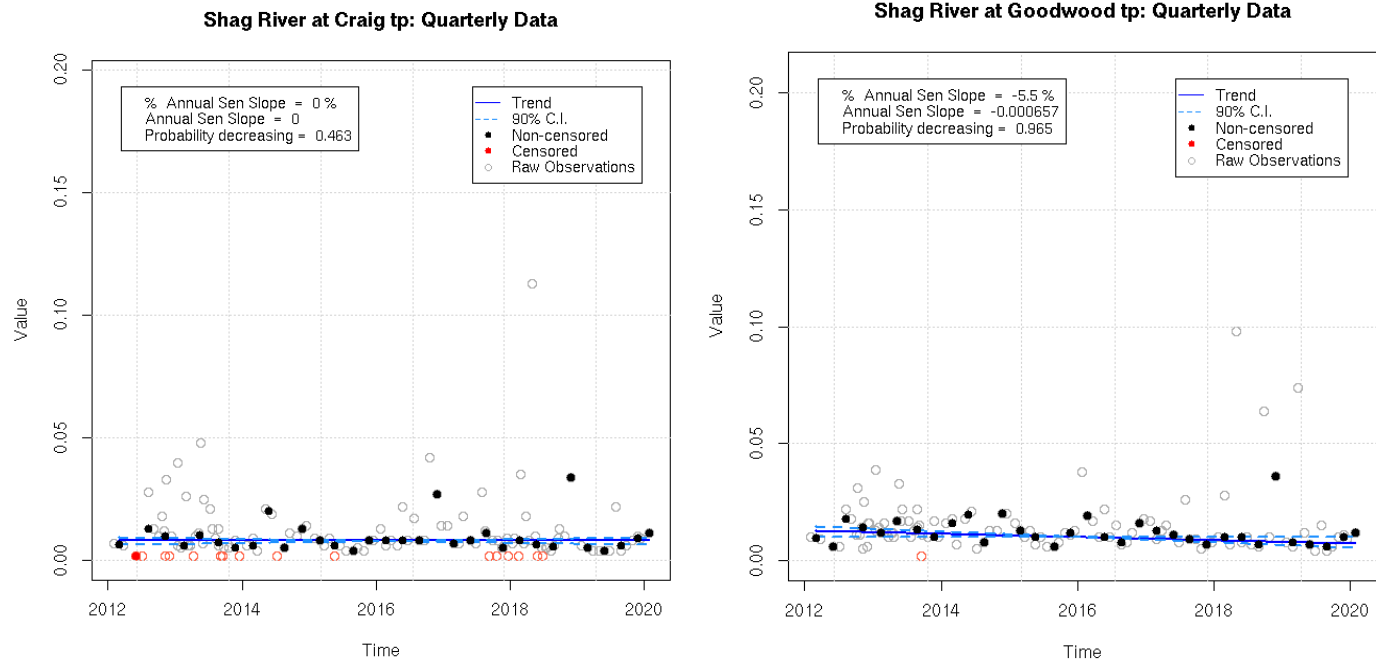 Shag River at Craig tp: Quarterly Data
% Annual Sen Slope = 0 %
Annual Sen Slope = 0
Probability decreasing = 0.463
Trend
90% C.I.
Non-censored
Censored
Raw Observations
Value
0.20
0.15
0.10
0.05
0.00
2012 2014 2016 2018 2020
Time
Shag River at Goodwood tp: Quarterly Data
% Annual Sen Slope = -5.5 %
Annual Sen Slope = -0.000657
Probability decreasing = 0.965
Trend
90% C.I.
Non-censored
Censored
Raw Observations
Value
0.20
0.15
0.10
0.05
0.00
2012 2014 2016 2018 2020
Time